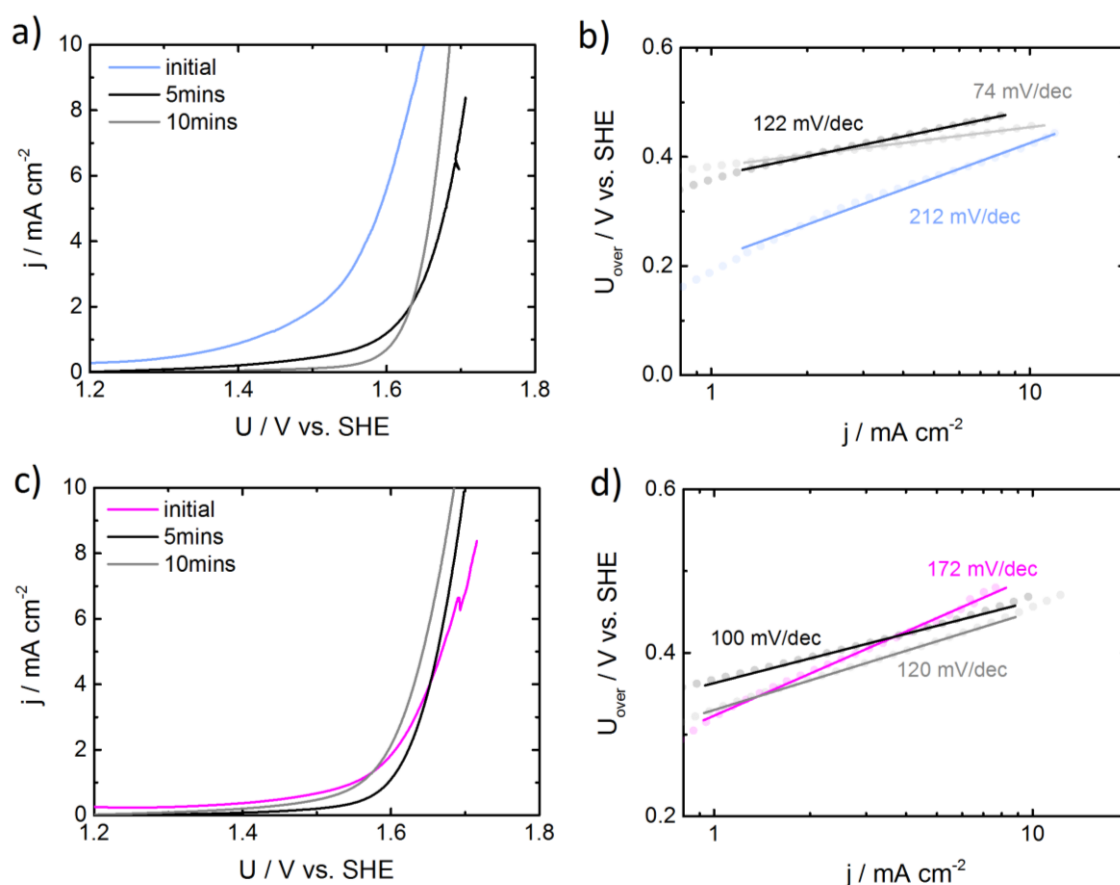 a)
10
8
6
4
2
0
j / mA cm⁻²
initial
5mins
10mins
1.2
1.4
1.6
1.8
U / V vs. SHE
b)
0.6
0.4
0.2
0.0
U_over / V vs. SHE
74 mV/dec
122 mV/dec
212 mV/dec
1
10
j / mA cm⁻²
c)
10
8
6
4
2
0
j / mA cm⁻²
initial
5mins
10mins
1.2
1.4
1.6
1.8
U / V vs. SHE
d)
0.6
0.4
0.2
U_over / V vs. SHE
172 mV/dec
100 mV/dec
120 mV/dec
1
10
j / mA cm⁻²